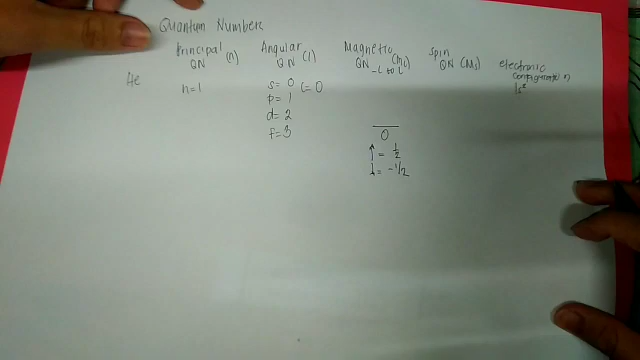 Quantum Numbers
Principal QN (n)
Angular QN (l)
Magnetic QN (Ml)
-l to l
Spin QN (Ms)
electronic configuration
He
n=1
s=0 l=0
1s²
p=1
d=2
f=3
0
↑= 1/2
↓= -1/2